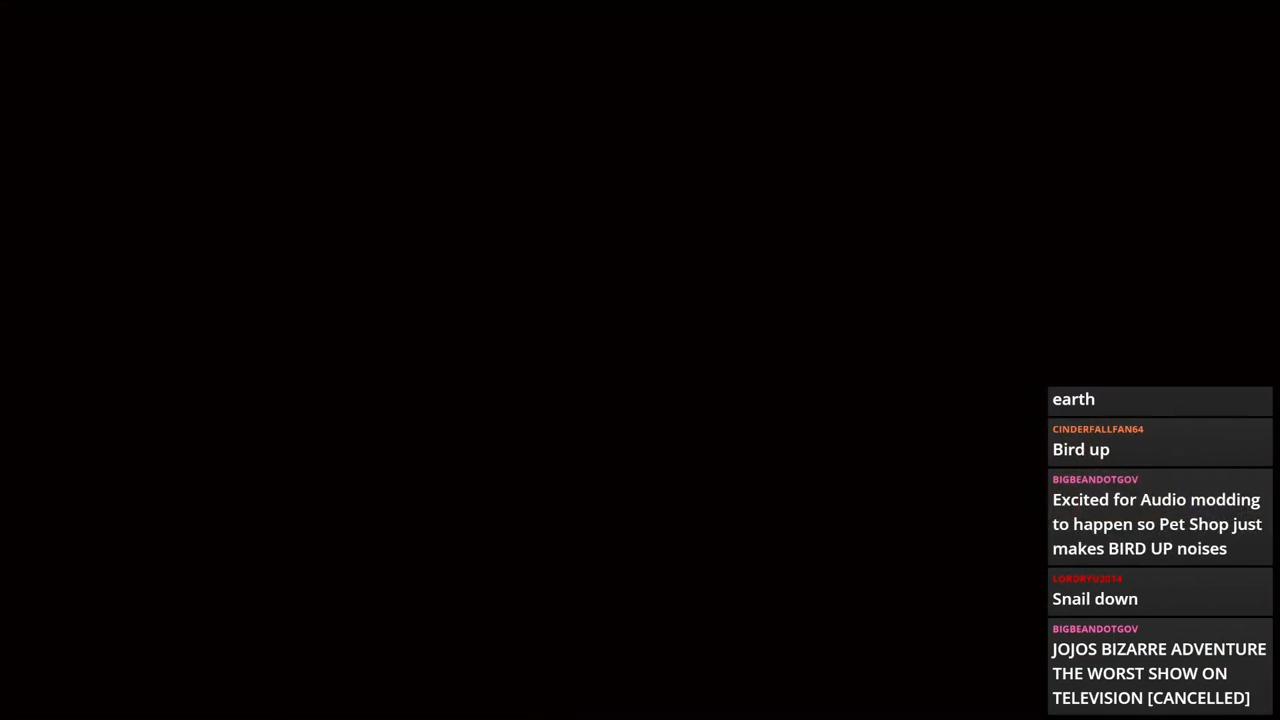 earth
CINDERFALLFAN64
Bird up
BIGBEANDOTGOV
Excited for Audio modding
to happen so Pet Shop just
makes BIRD UP noises
LORDRYU2014
Snail down
BIGBEANDOTGOV
JOJOS BIZARRE ADVENTURE
THE WORST SHOW ON
TELEVISION [CANCELLED]